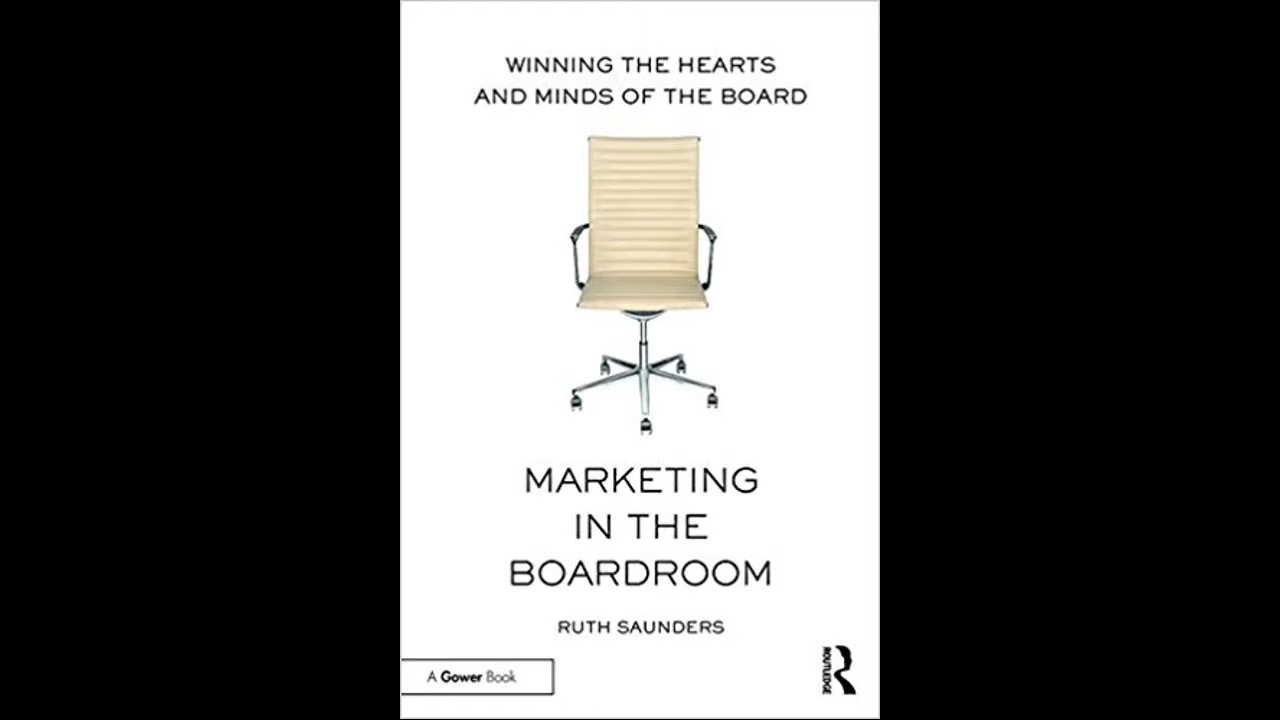 WINNING THE HEARTS
AND MINDS OF THE BOARD
MARKETING
IN THE
BOARDROOM
RUTH SAUNDERS
A Gower Book
ROUTLEDGE